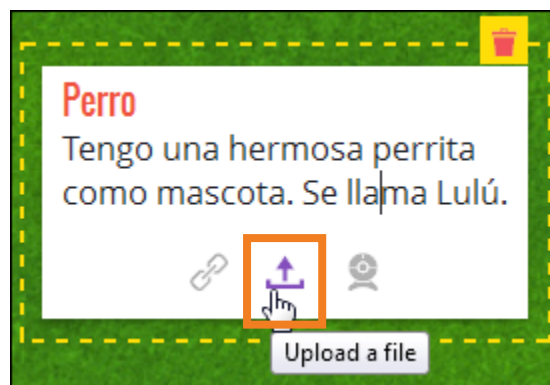 Perro
Tengo una hermosa perrita
como mascota. Se llama Lulú.
Upload a file